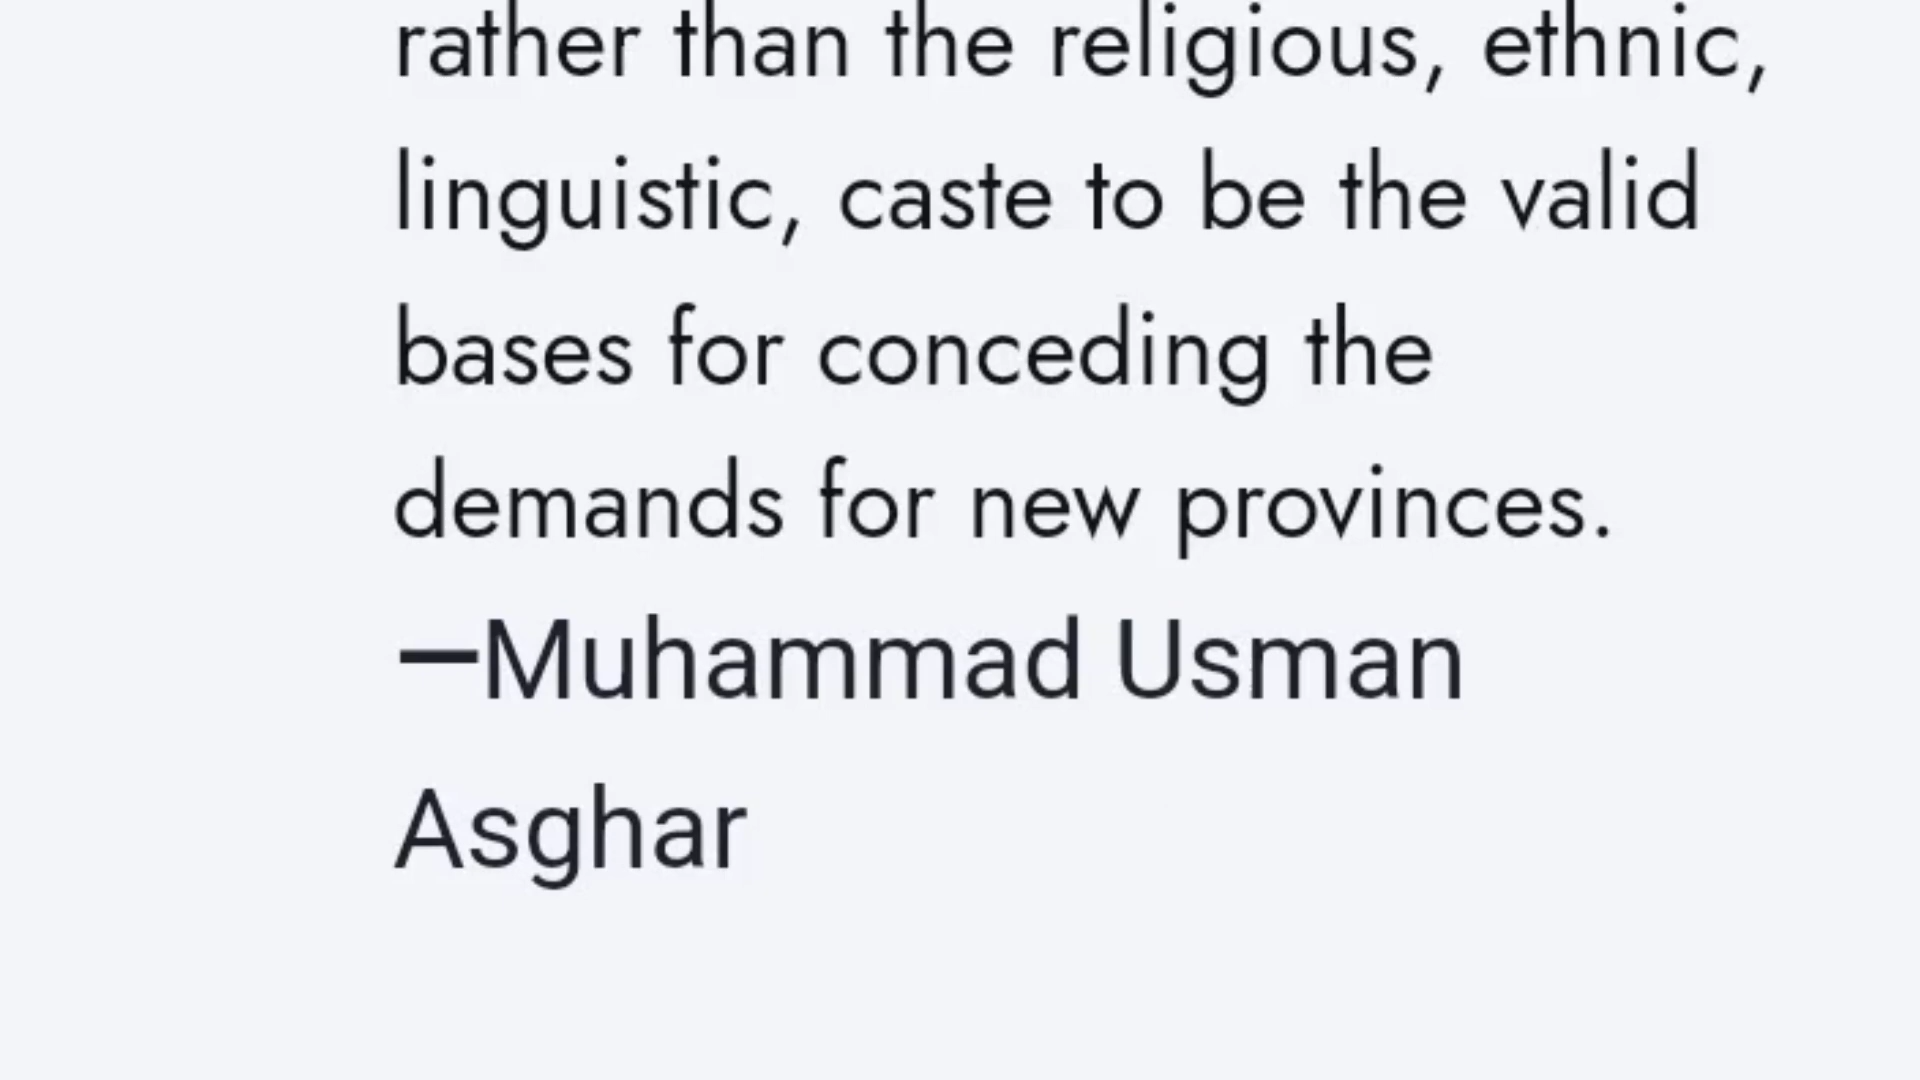 rather than the religious, ethnic,
linguistic, caste to be the valid
bases for conceding the
demands for new provinces.
—Muhammad Usman
Asghar